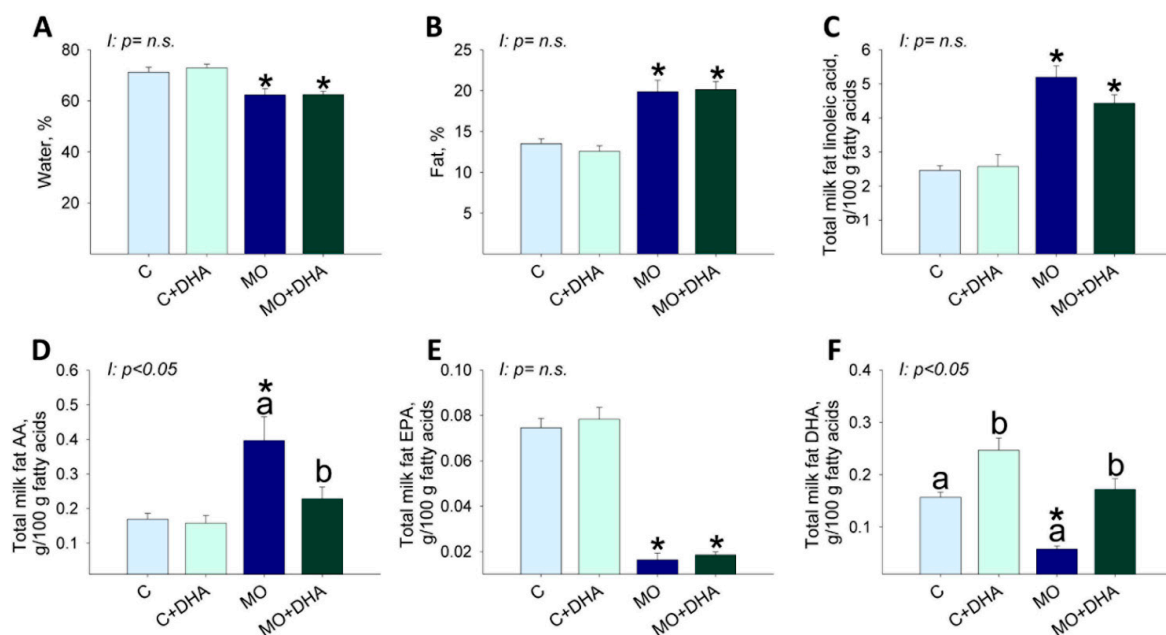 A
I: p= n.s.
Water, %
80
60
40
20
C
C+DHA
MO
MO+DHA
*
*
B
I: p= n.s.
Fat, %
25
20
15
10
5
C
C+DHA
MO
MO+DHA
*
*
C
I: p= n.s.
Total milk fat linoleic acid,
g/100 g fatty acids
6
5
4
3
2
1
C
C+DHA
MO
MO+DHA
*
*
D
I: p<0.05
Total milk fat AA,
g/100 g fatty acids
0.6
0.5
0.4
0.3
0.2
0.1
C
C+DHA
MO
MO+DHA
*
a
b
E
I: p= n.s.
Total milk fat EPA,
g/100 g fatty acids
0.10
0.08
0.06
0.04
0.02
C
C+DHA
MO
MO+DHA
*
*
F
I: p<0.05
Total milk fat DHA,
g/100 g fatty acids
0.4
0.3
0.2
0.1
C
C+DHA
MO
MO+DHA
a
b
*
a
b